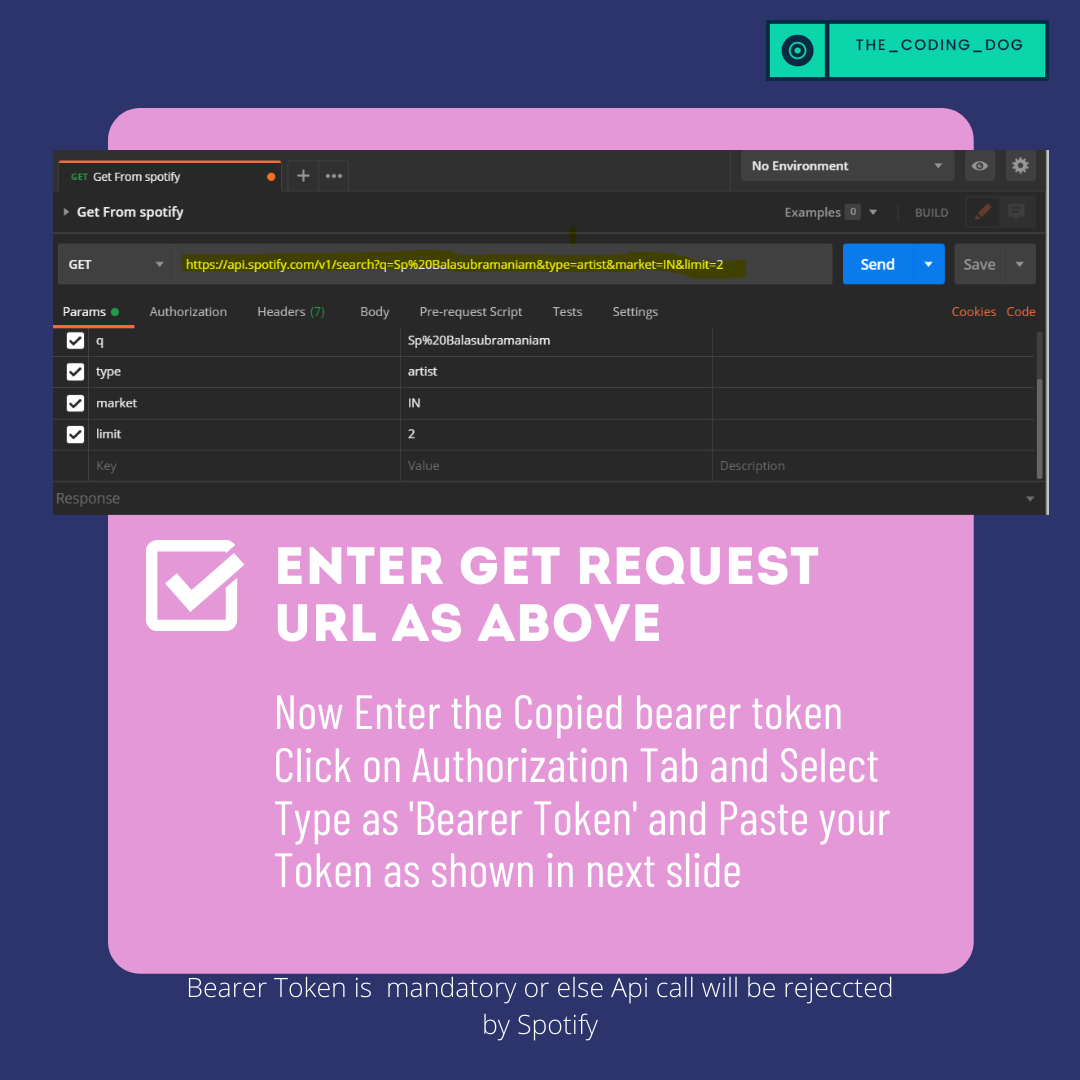 THE_CODING_DOG
GET Get From spotify
No Environment
Get From spotify
Examples 0
BUILD
GET
https://api.spotify.com/v1/search?q=Sp%20Balasubramaniam&type=artist&market=IN&limit=2
Send
Save
Params Authorization Headers (7) Body Pre-request Script Tests Settings
Cookies Code
q Sp%20Balasubramaniam
type artist
market IN
limit 2
Key Value Description
Response
ENTER GET REQUEST
URL AS ABOVE
Now Enter the Copied bearer token
Click on Authorization Tab and Select
Type as 'Bearer Token' and Paste your
Token as shown in next slide
Bearer Token is  mandatory or else Api call will be rejeccted
by Spotify